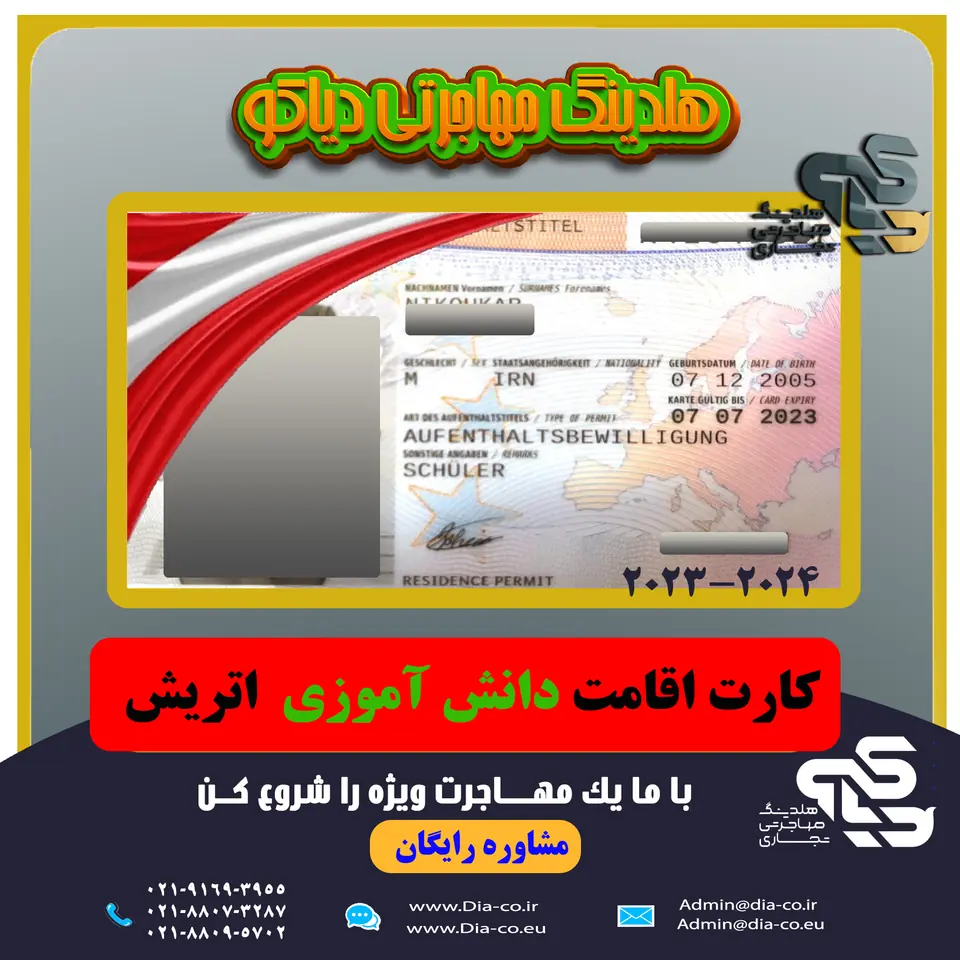 هلدینگ مهاجرتی دیاکو
هلدینگ
مهاجرتی
تجاری
NACHNAMEN Vornamen / SURNAMES Forenames
GESCHLECHT / SEX STAATSANGEHÖRIGKEIT / NATIONALITY GEBURTSDATUM / DATE OF BIRTH
M IRN 07 12 2005
KARTE GÜLTIG BIS / CARD EXPIRY
07 07 2023
ART DES AUFENTHALTSTITELS / TYPE OF PERMIT
AUFENTHALTSBEWILLIGUNG
SONSTIGE ANGABEN / REMARKS
SCHÜLER
RESIDENCE PERMIT
۲۰۲۳-۲۰۲۴
کارت اقامت دانش آموزی اتریش
با ما یك مهـــاجرت ویژه را شروع کـن
مشاوره رایگان
هلدینگ
مهاجرتی
تجاری
۰۲۱-۹۱۶۹-۳۹۵۵
۰۲۱-۸۸۰۷-۳۲۸۷
۰۲۱-۸۸۰۹-۵۷۰۲
www.Dia-co.ir
www.Dia-co.eu
Admin@dia-co.ir
Admin@dia-co.eu